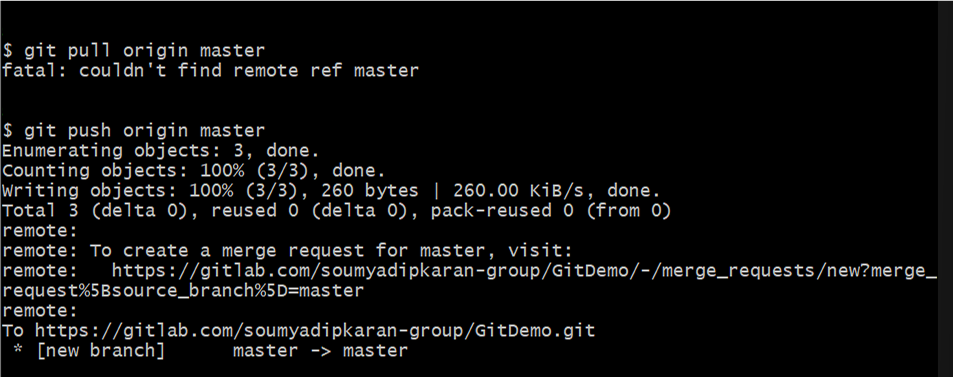 $ git pull origin master
fatal: couldn't find remote ref master
$ git push origin master
Enumerating objects: 3, done.
Counting objects: 100% (3/3), done.
Writing objects: 100% (3/3), 260 bytes | 260.00 KiB/s, done.
Total 3 (delta 0), reused 0 (delta 0), pack-reused 0 (from 0)
remote:
remote: To create a merge request for master, visit:
remote:   https://gitlab.com/soumyadipkaran-group/GitDemo/-/merge_requests/new?merge_
request%5Bsource_branch%5D=master
remote:
To https://gitlab.com/soumyadipkaran-group/GitDemo.git
 * [new branch]      master -> master